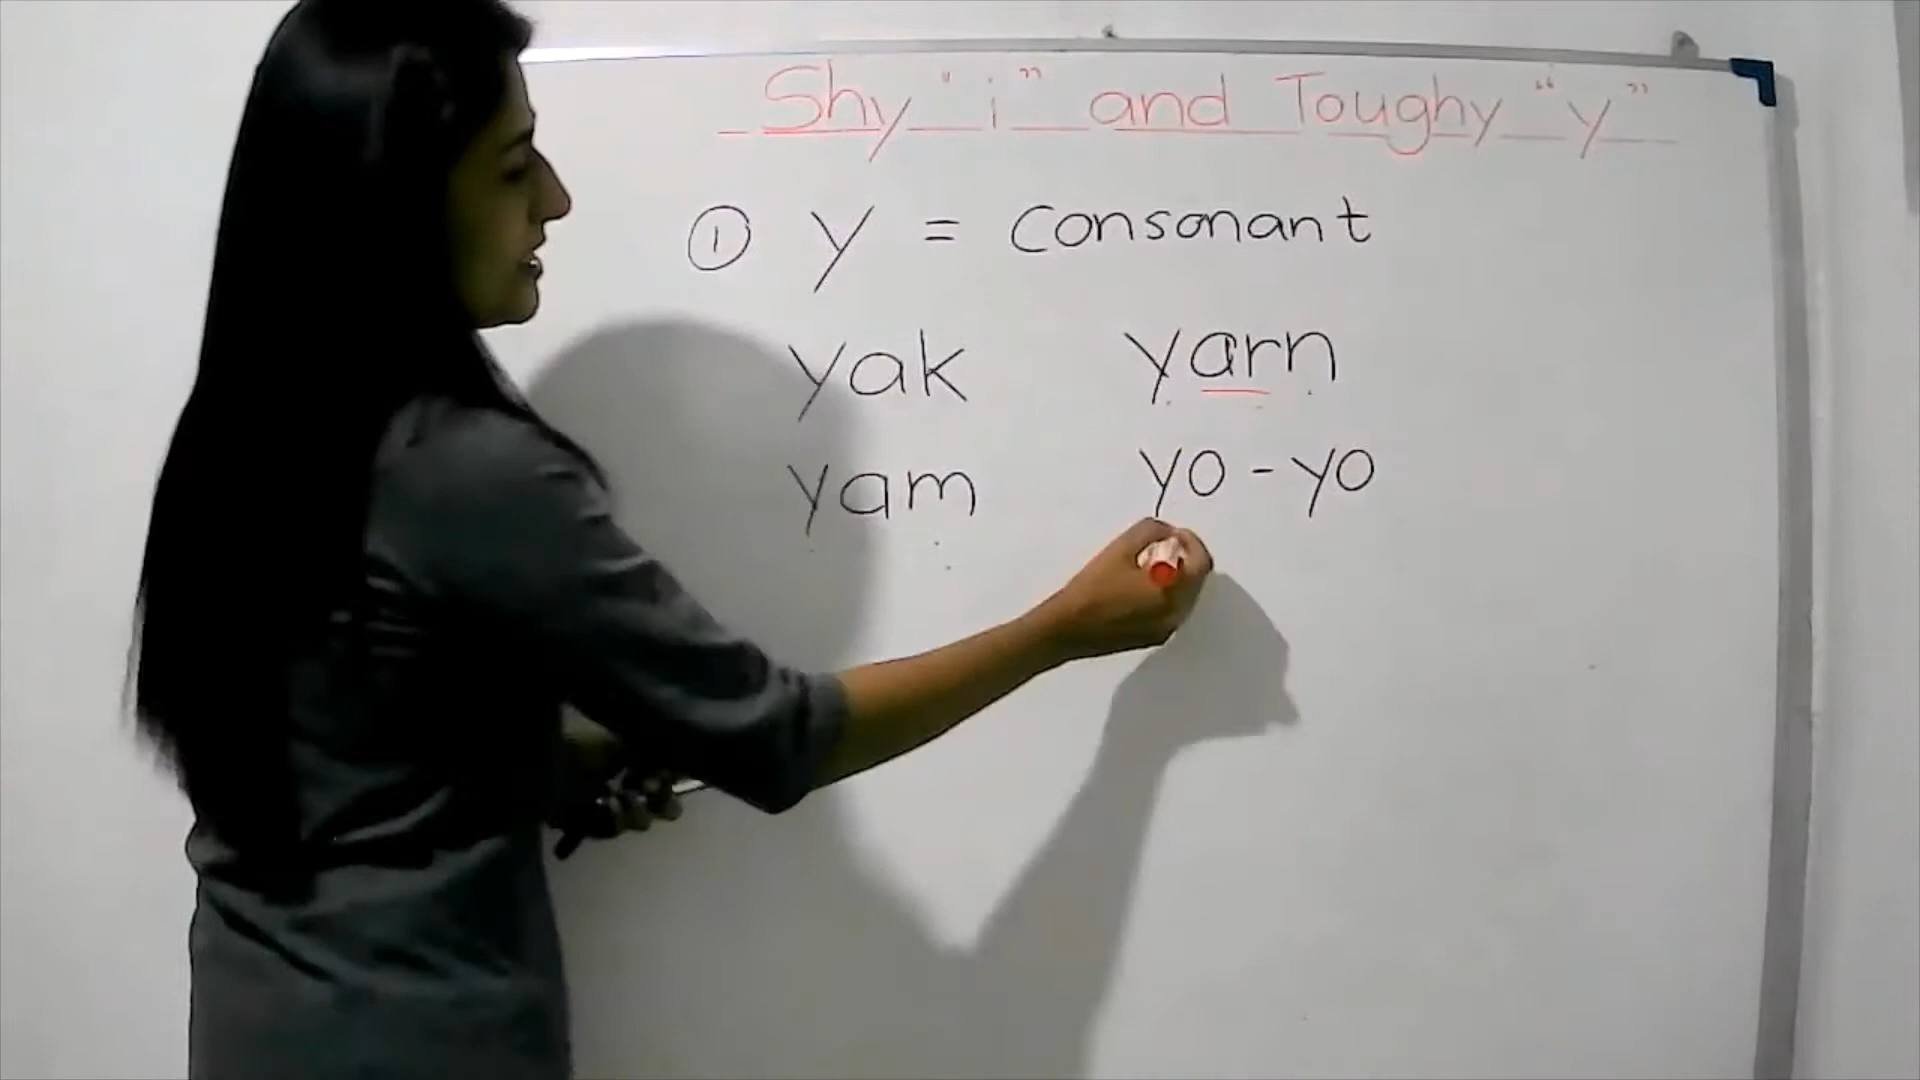 Shy "i" and Toughy "y"
① y = consonant
yak yarn
yam yo-yo